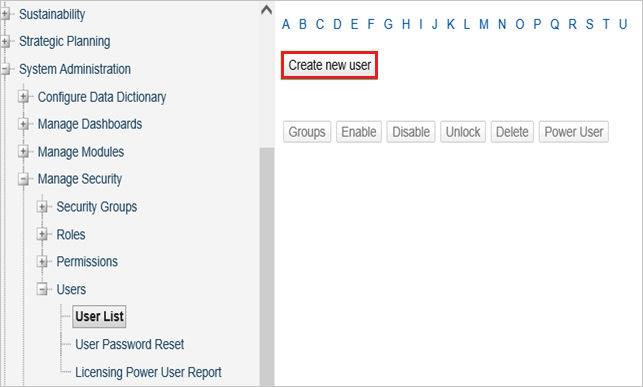 Sustainability
Strategic Planning
System Administration
Configure Data Dictionary
Manage Dashboards
Manage Modules
Manage Security
Security Groups
Roles
Permissions
Users
User List
User Password Reset
Licensing Power User Report
A B C D E F G H I J K L M N O P Q R S T U
Create new user
Groups Enable Disable Unlock Delete Power User